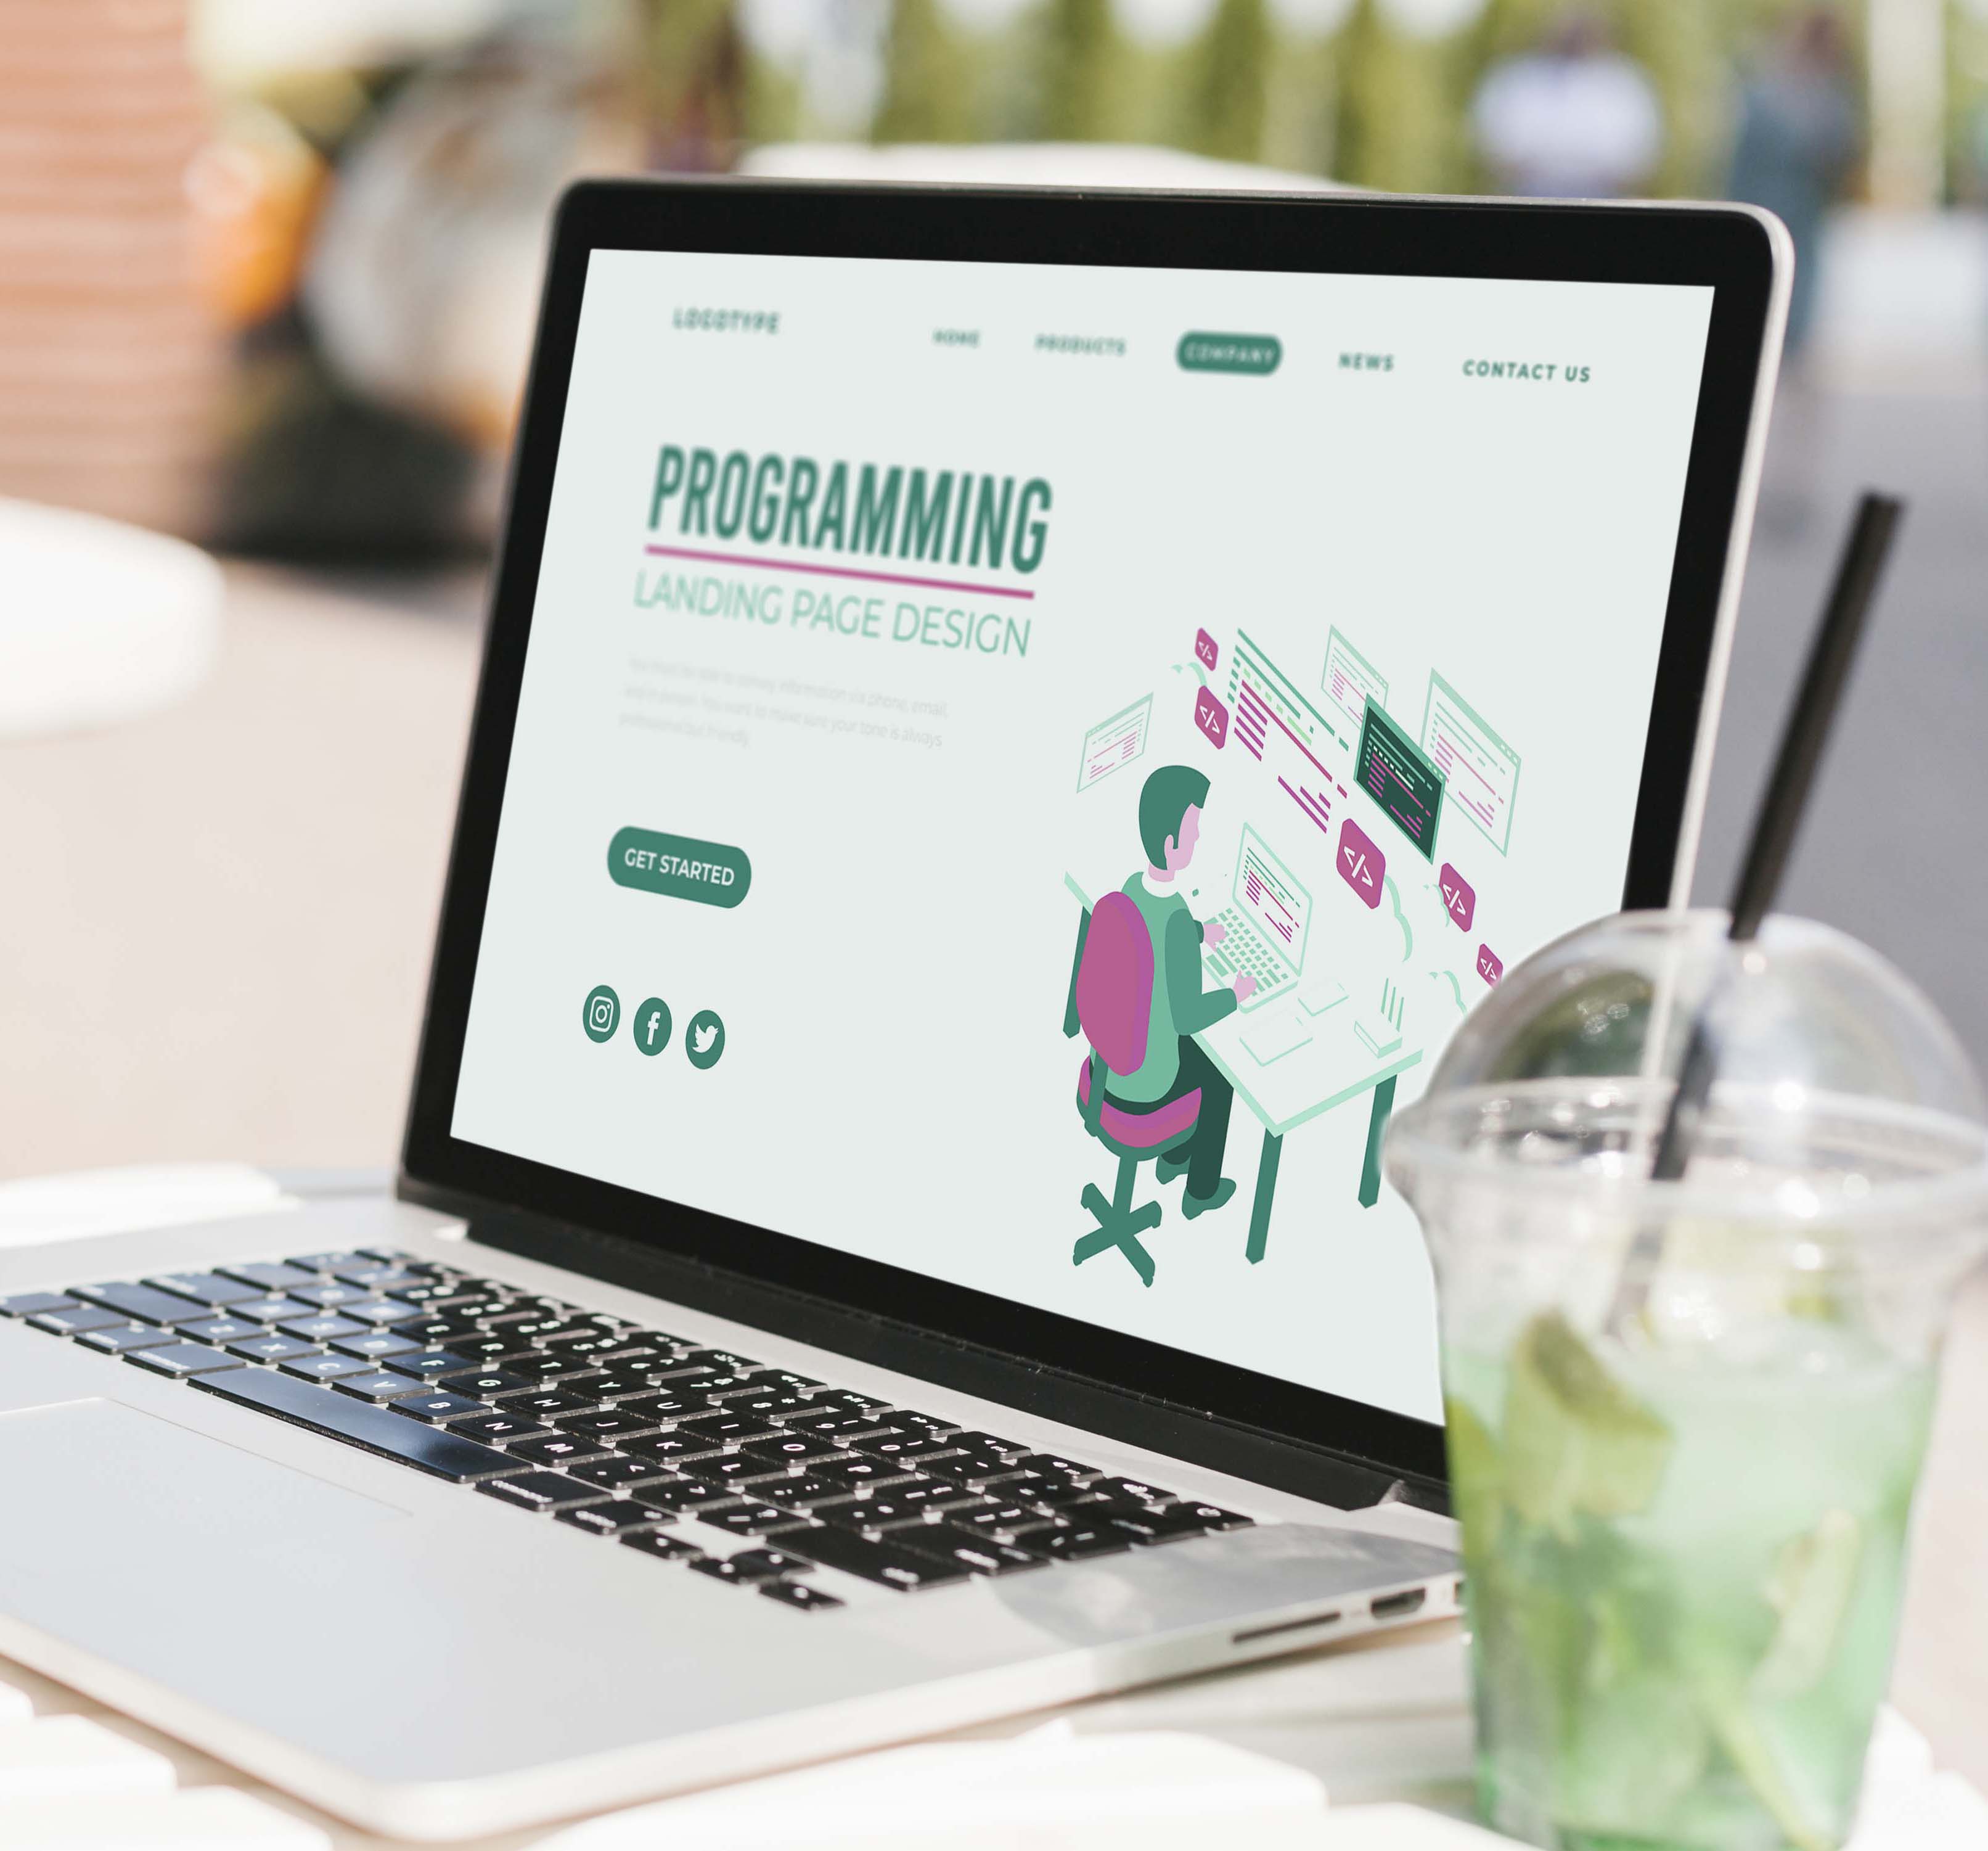 LOGOTYPE
HOME PRODUCTS COMPANY NEWS CONTACT US
PROGRAMMING
LANDING PAGE DESIGN
You must be able to convey information via phone, email,
and in person. You want to make sure your tone is always
professional but friendly.
GET STARTED